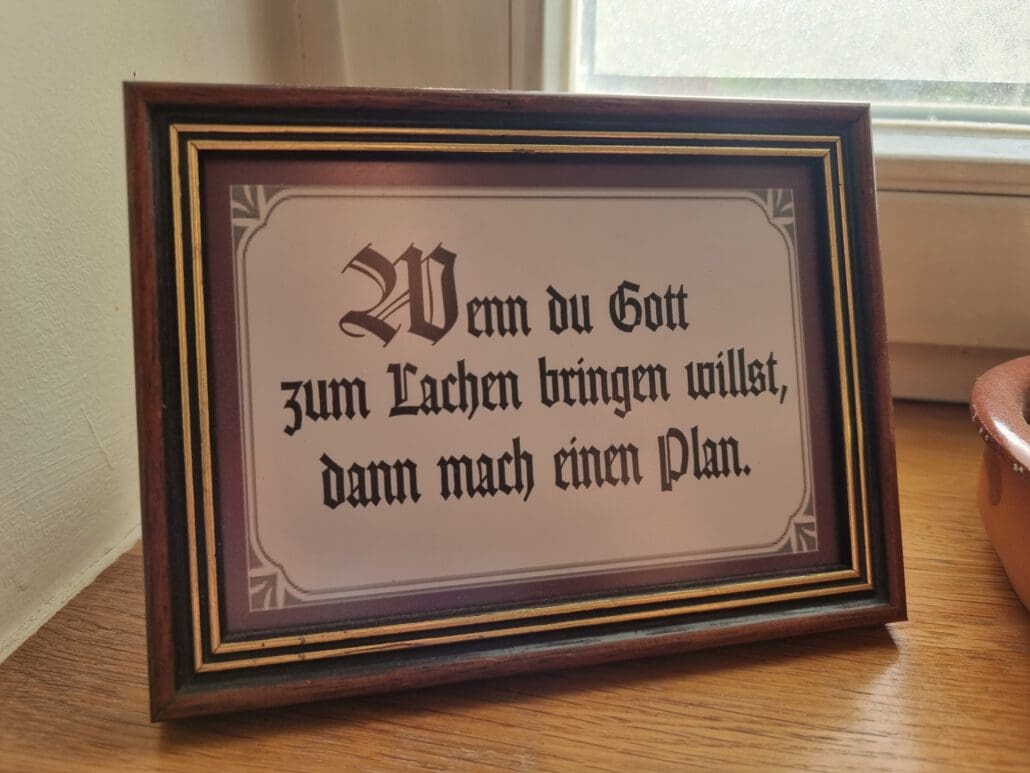 Wenn du Gott
zum Lachen bringen willst,
dann mach einen Plan.